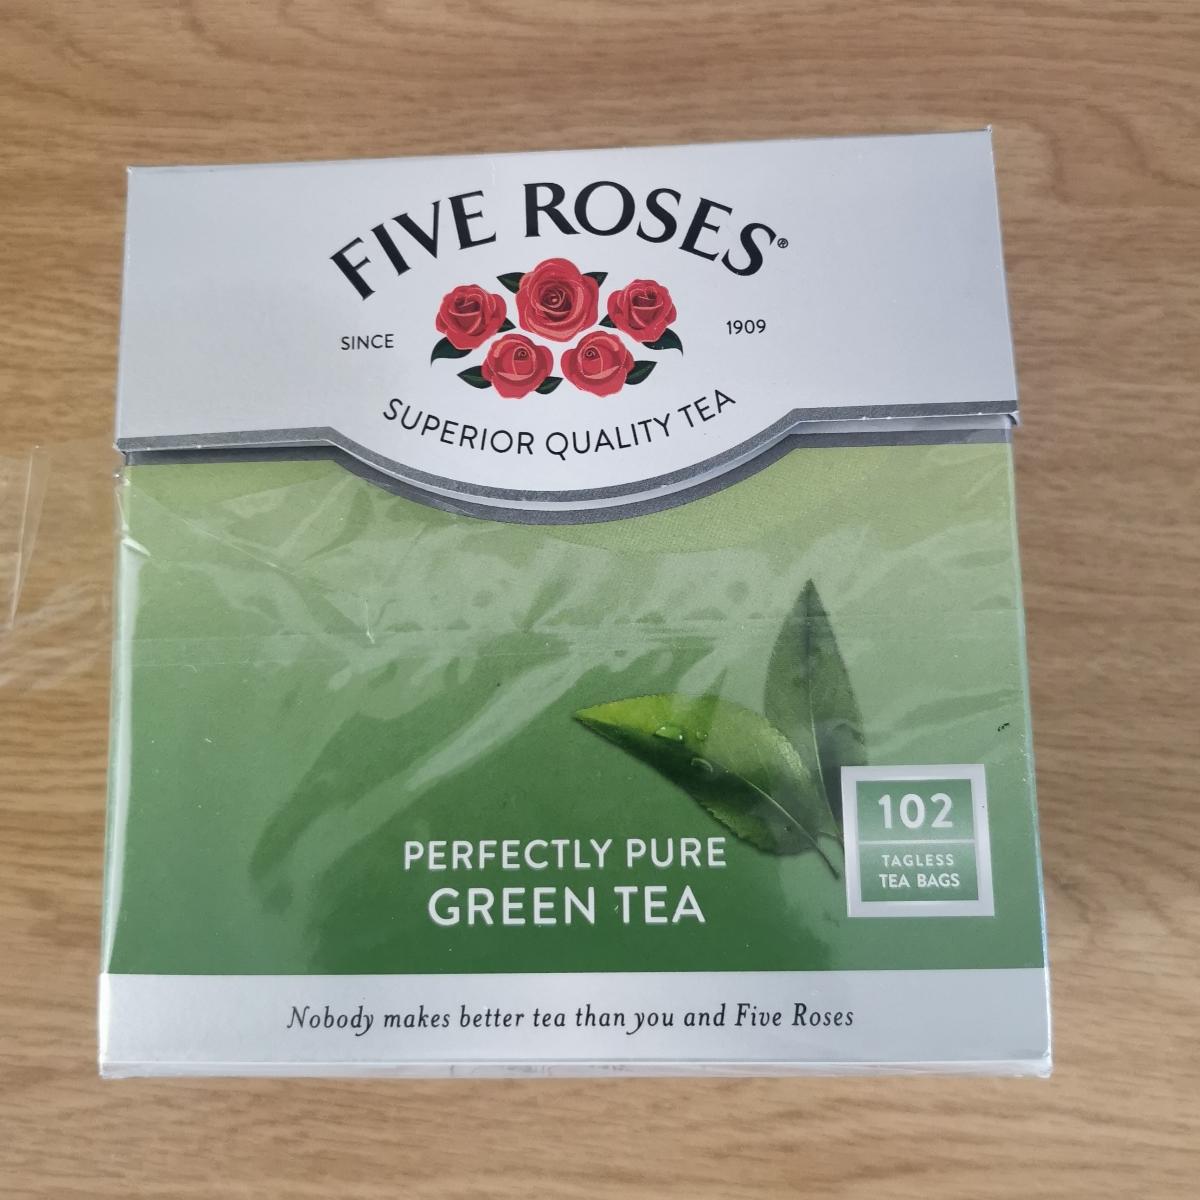 FIVE ROSES®
SINCE 1909
SUPERIOR QUALITY TEA
102
TAGLESS
TEA BAGS
PERFECTLY PURE
GREEN TEA
Nobody makes better tea than you and Five Roses